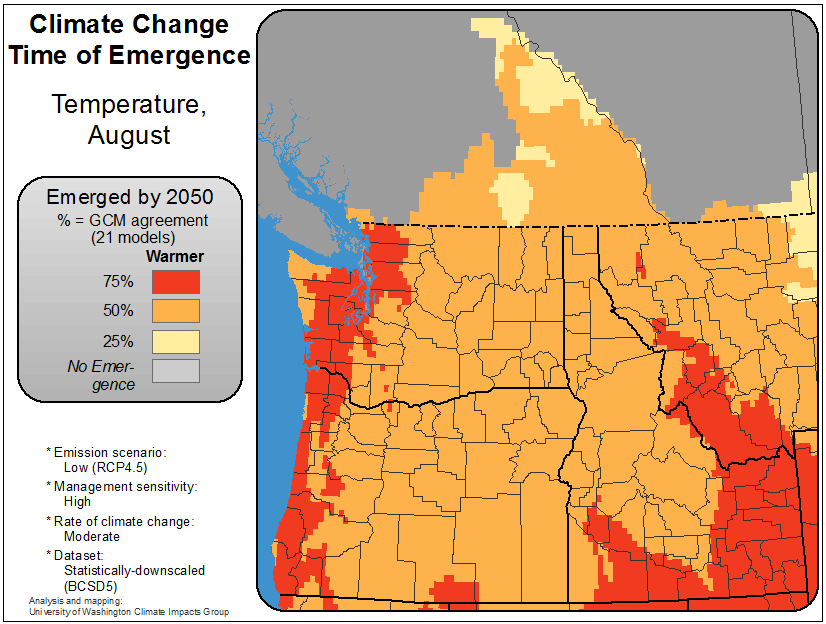 Climate Change
Time of Emergence
Temperature,
August
Emerged by 2050
% = GCM agreement
(21 models)
Warmer
75%
50%
25%
No Emer-
gence
* Emission scenario:
Low (RCP4.5)
* Management sensitivity:
High
* Rate of climate change:
Moderate
* Dataset:
Statistically-downscaled
(BCSD5)
Analysis and mapping:
University of Washington Climate Impacts Group